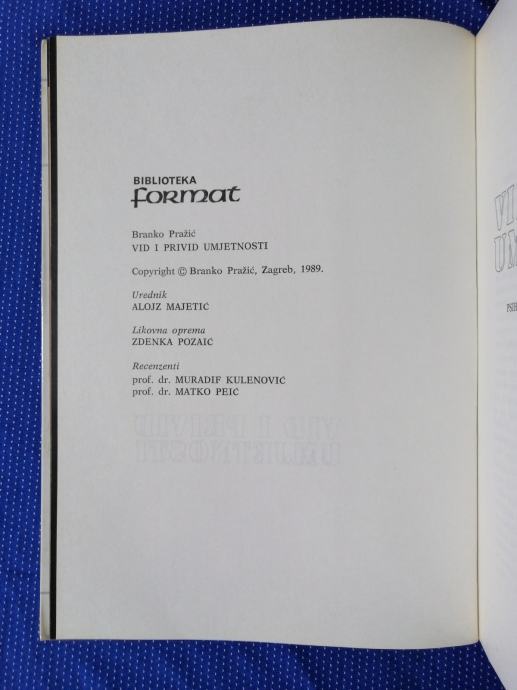 BIBLIOTEKA
format
Branko Pražić
VID I PRIVID UMJETNOSTI
Copyright © Branko Pražić, Zagreb, 1989.
Urednik
ALOJZ MAJETIĆ
Likovna oprema
ZDENKA POZAIĆ
Recenzenti
prof. dr. MURADIF KULENOVIĆ
prof. dr. MATKO PEIĆ